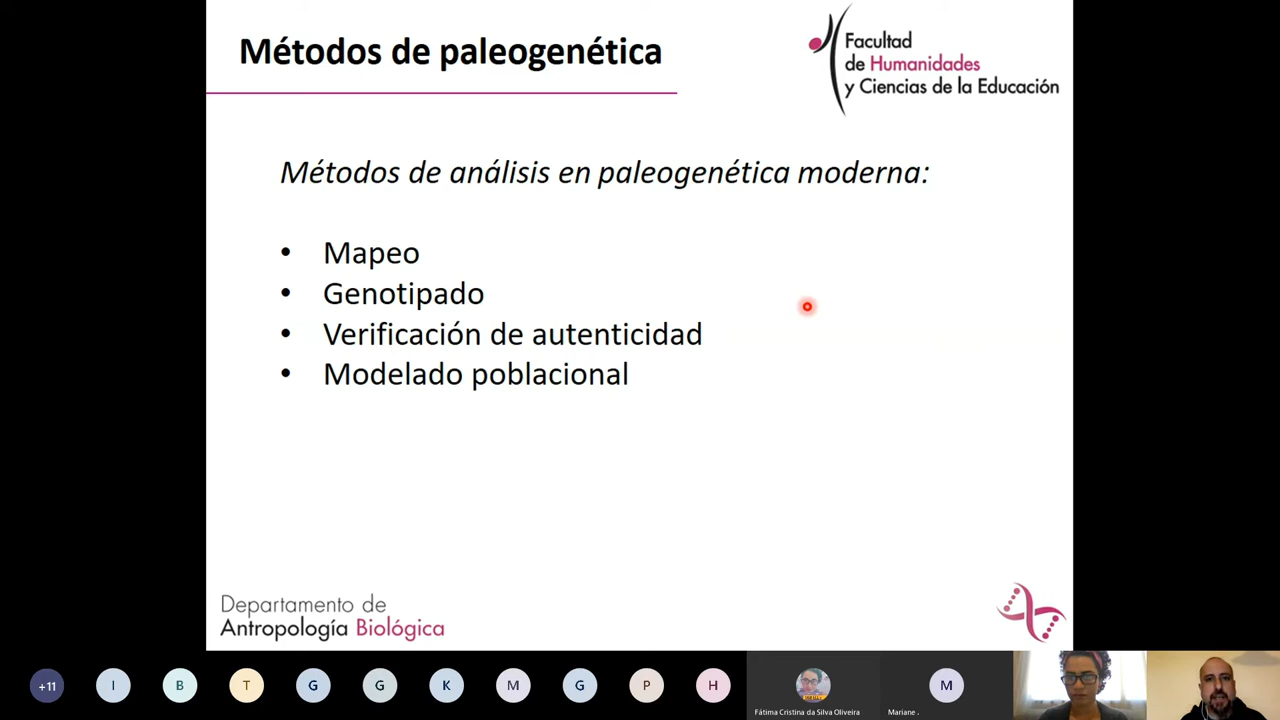 Métodos de paleogenética
Facultad
de Humanidades
y Ciencias de la Educación
Métodos de análisis en paleogenética moderna:
• Mapeo
• Genotipado
• Verificación de autenticidad
• Modelado poblacional
Departamento de
Antropología Biológica
+11 I B T G G K M G P H M
Fátima Cristina da Silva Oliveira
Mariane .